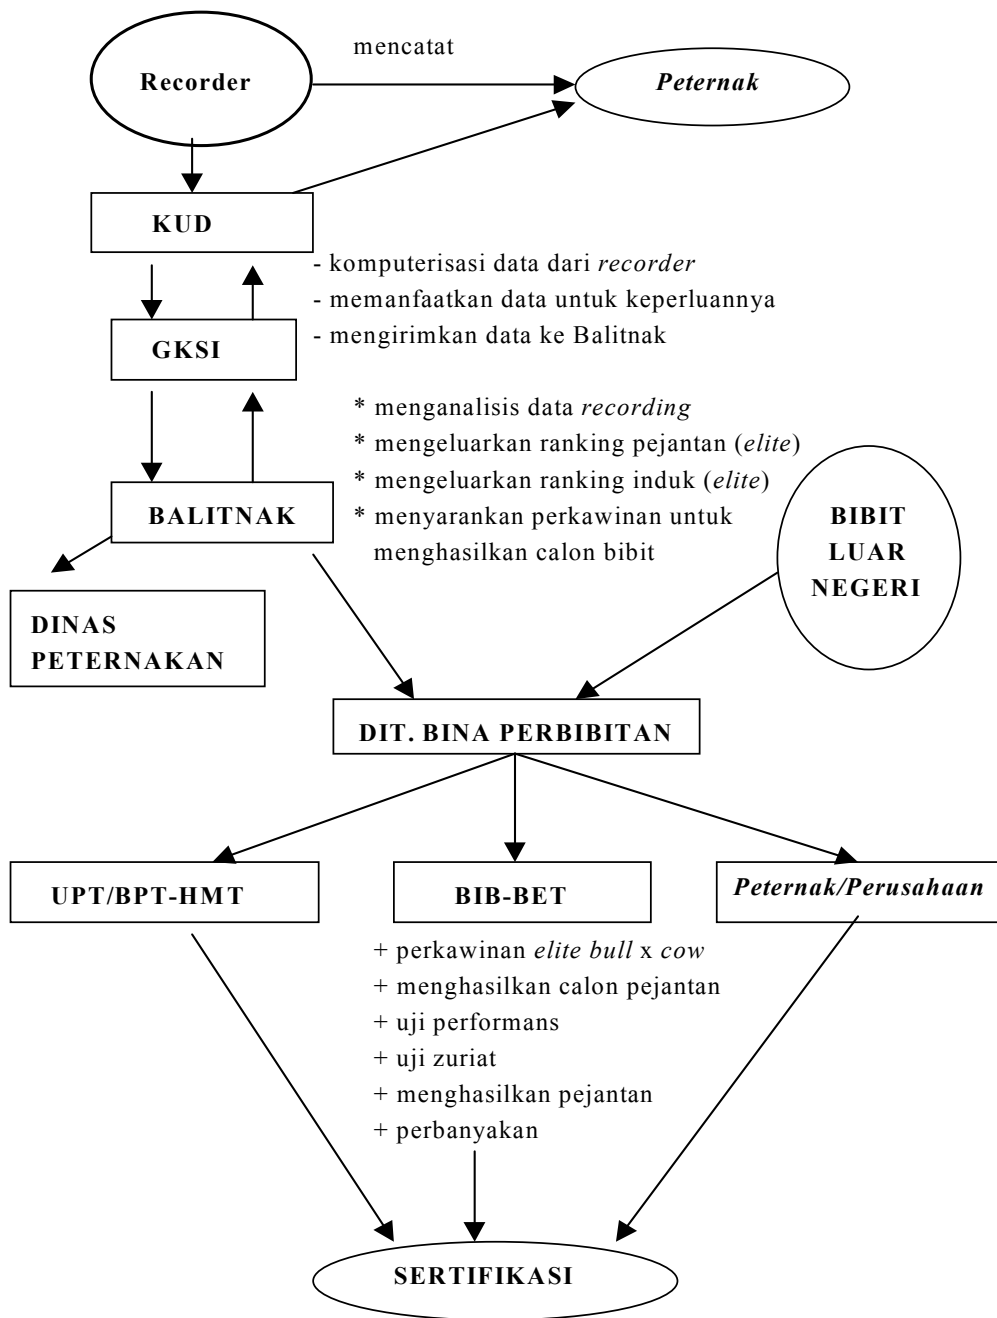 mencatat
Recorder
Peternak
KUD
- komputerisasi data dari recorder
- memanfaatkan data untuk keperluannya
- mengirimkan data ke Balitnak
GKSI
* menganalisis data recording
* mengeluarkan ranking pejantan (elite)
* mengeluarkan ranking induk (elite)
* menyarankan perkawinan untuk
menghasilkan calon bibit
BALITNAK
BIBIT
LUAR
NEGERI
DINAS
PETERNAKAN
DIT. BINA PERBIBITAN
UPT/BPT-HMT
BIB-BET
Peternak/Perusahaan
+ perkawinan elite bull x cow
+ menghasilkan calon pejantan
+ uji performans
+ uji zuriat
+ menghasilkan pejantan
+ perbanyakan
SERTIFIKASI